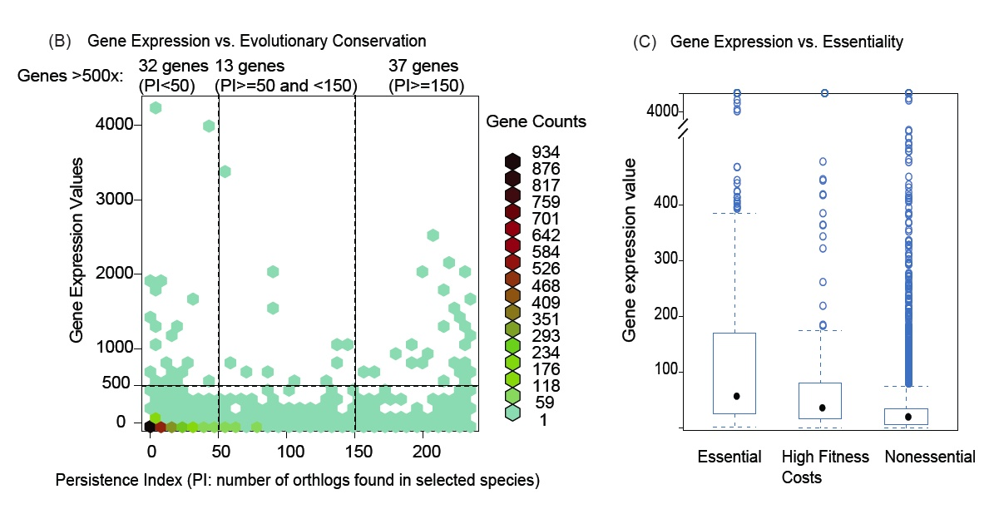 (B) Gene Expression vs. Evolutionary Conservation
Genes >500x:
32 genes
(PI<50)
13 genes
(PI>=50 and <150)
37 genes
(PI>=150)
Gene Expression Values
4000
3000
2000
1000
500
0
0 50 100 150 200
Persistence Index (PI: number of orthlogs found in selected species)
Gene Counts
934
876
817
759
701
642
584
526
468
409
351
293
234
176
118
59
1
(C) Gene Expression vs. Essentiality
Gene expression value
4000
400
300
200
100
Essential
High Fitness
Costs
Nonessential